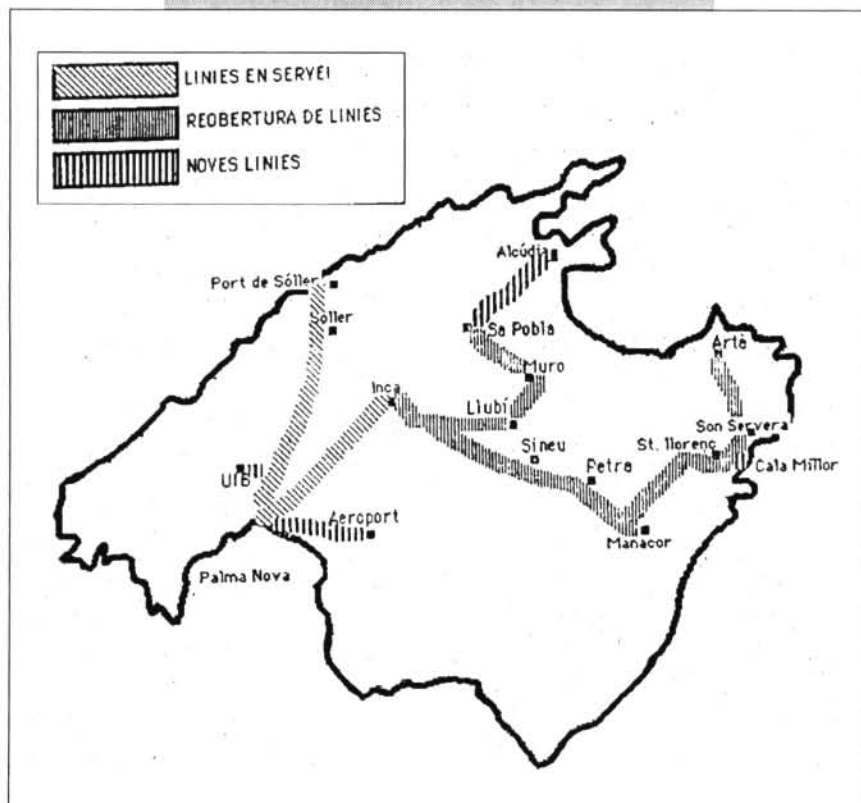 LINIES EN SERVEI
REOBERTURA DE LINIES
NOVES LINIES
Alcúdia
Port de Sóller
Sóller
Sa Pobla
Artà
Muro
Inca
Llubí
Son Servera
Sineu
St. llorenç
Petra
Cala Millor
UIB
Aeroport
Manacor
Palma Nova